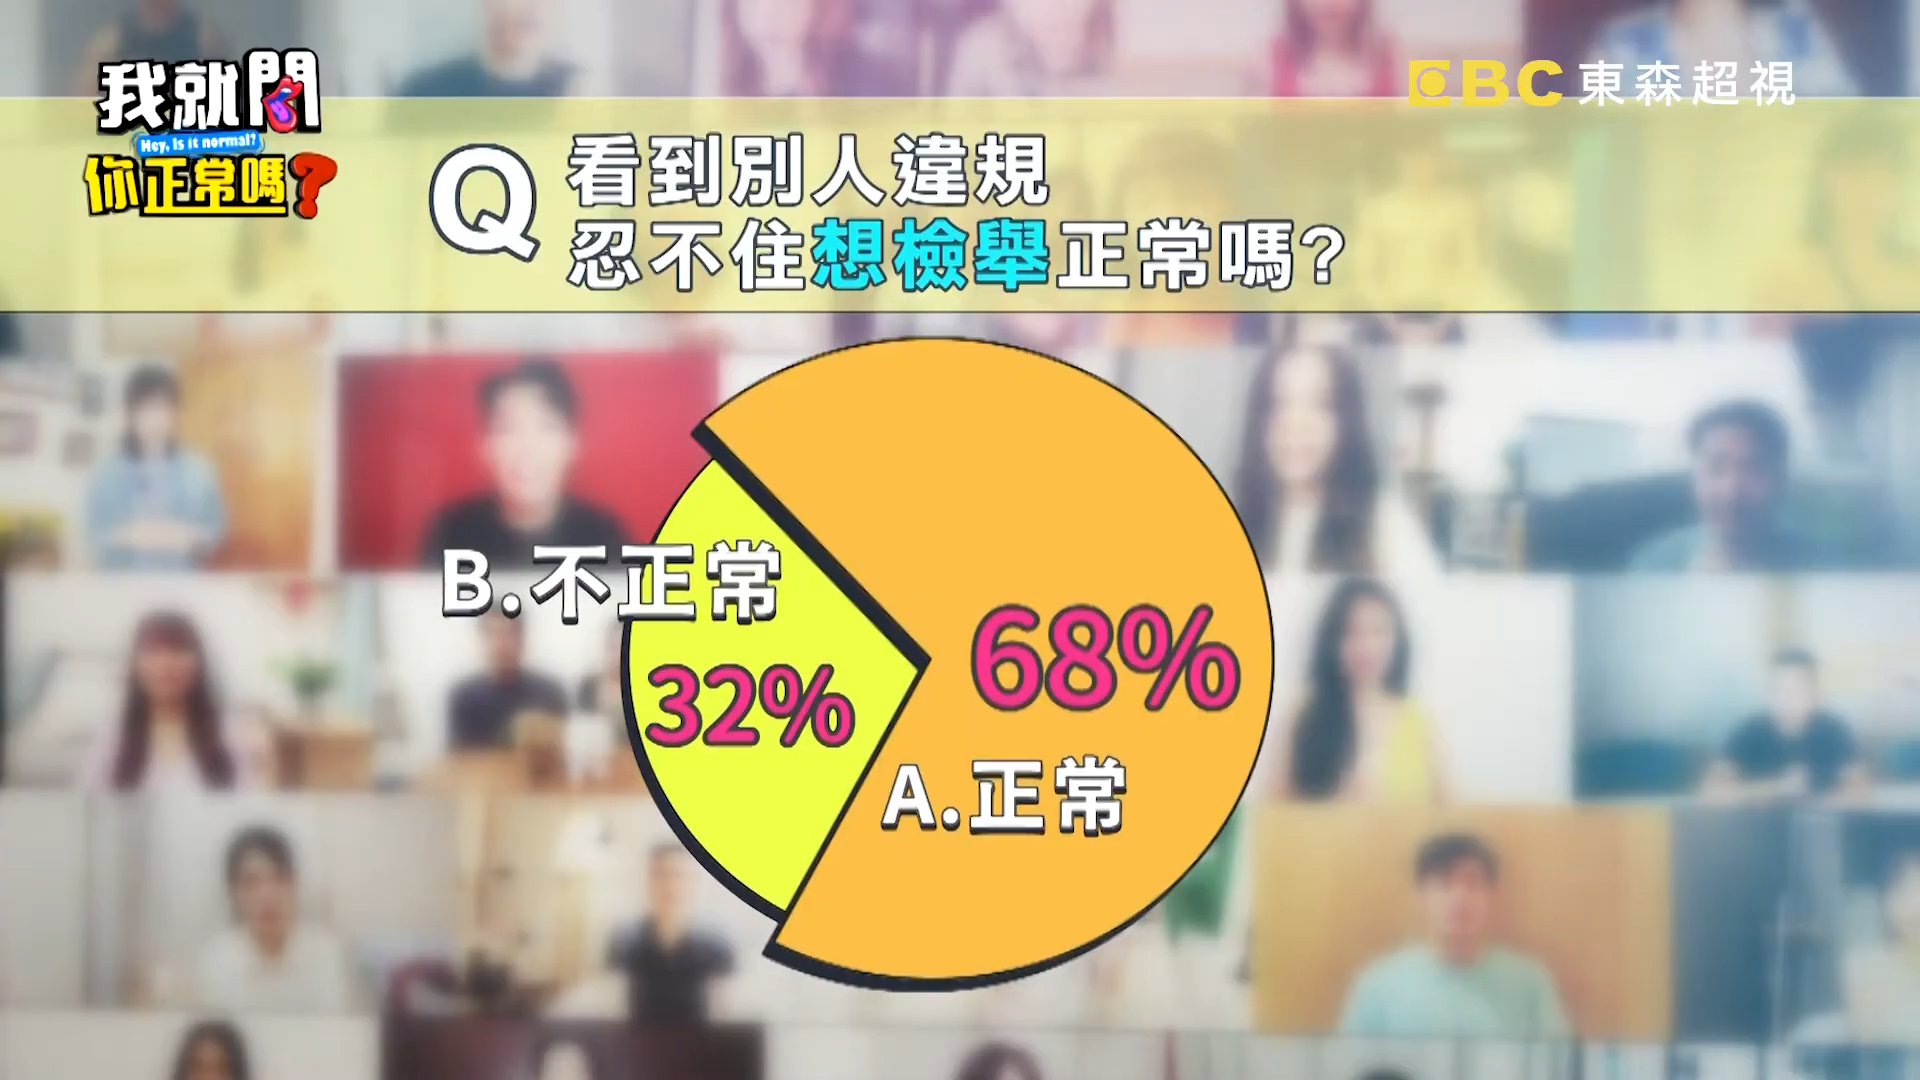 我就問
Hey, is it normal?
你正常嗎?
EBC 東森超視
Q 看到別人違規
忍不住想檢舉正常嗎?
B.不正常
32%
68%
A.正常